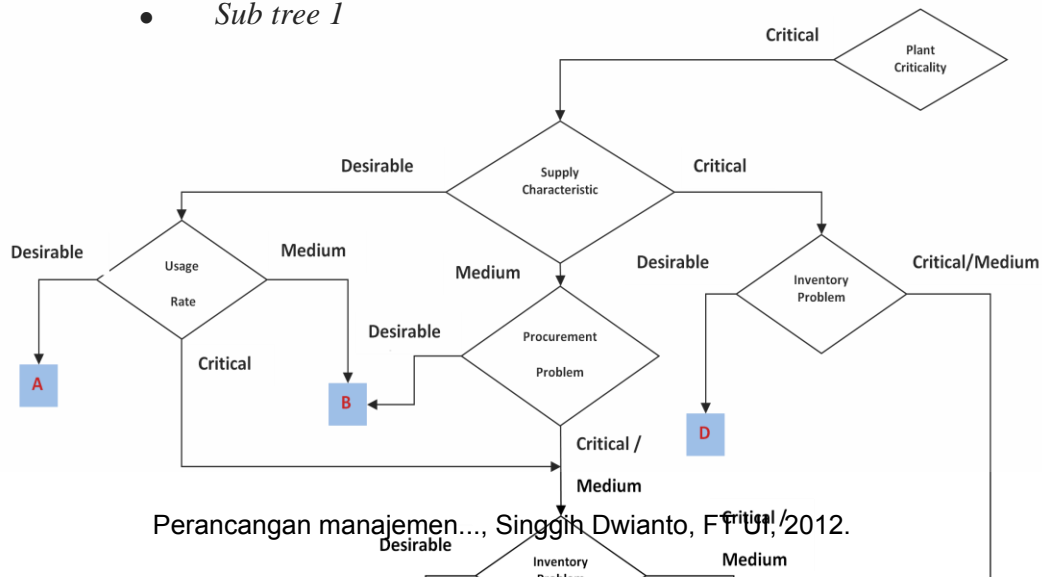 • Sub tree 1
Critical
Plant
Criticality
Desirable
Supply
Characteristic
Critical
Desirable
Usage
Rate
Medium
Medium
Desirable
Inventory
Problem
Critical/Medium
Desirable
Procurement
Problem
Critical
A
B
D
Critical /
Medium
Perancangan manajemen..., Singgih Dwianto, FT UI, 2012.
Critical /
Desirable
Inventory
Problem
Medium